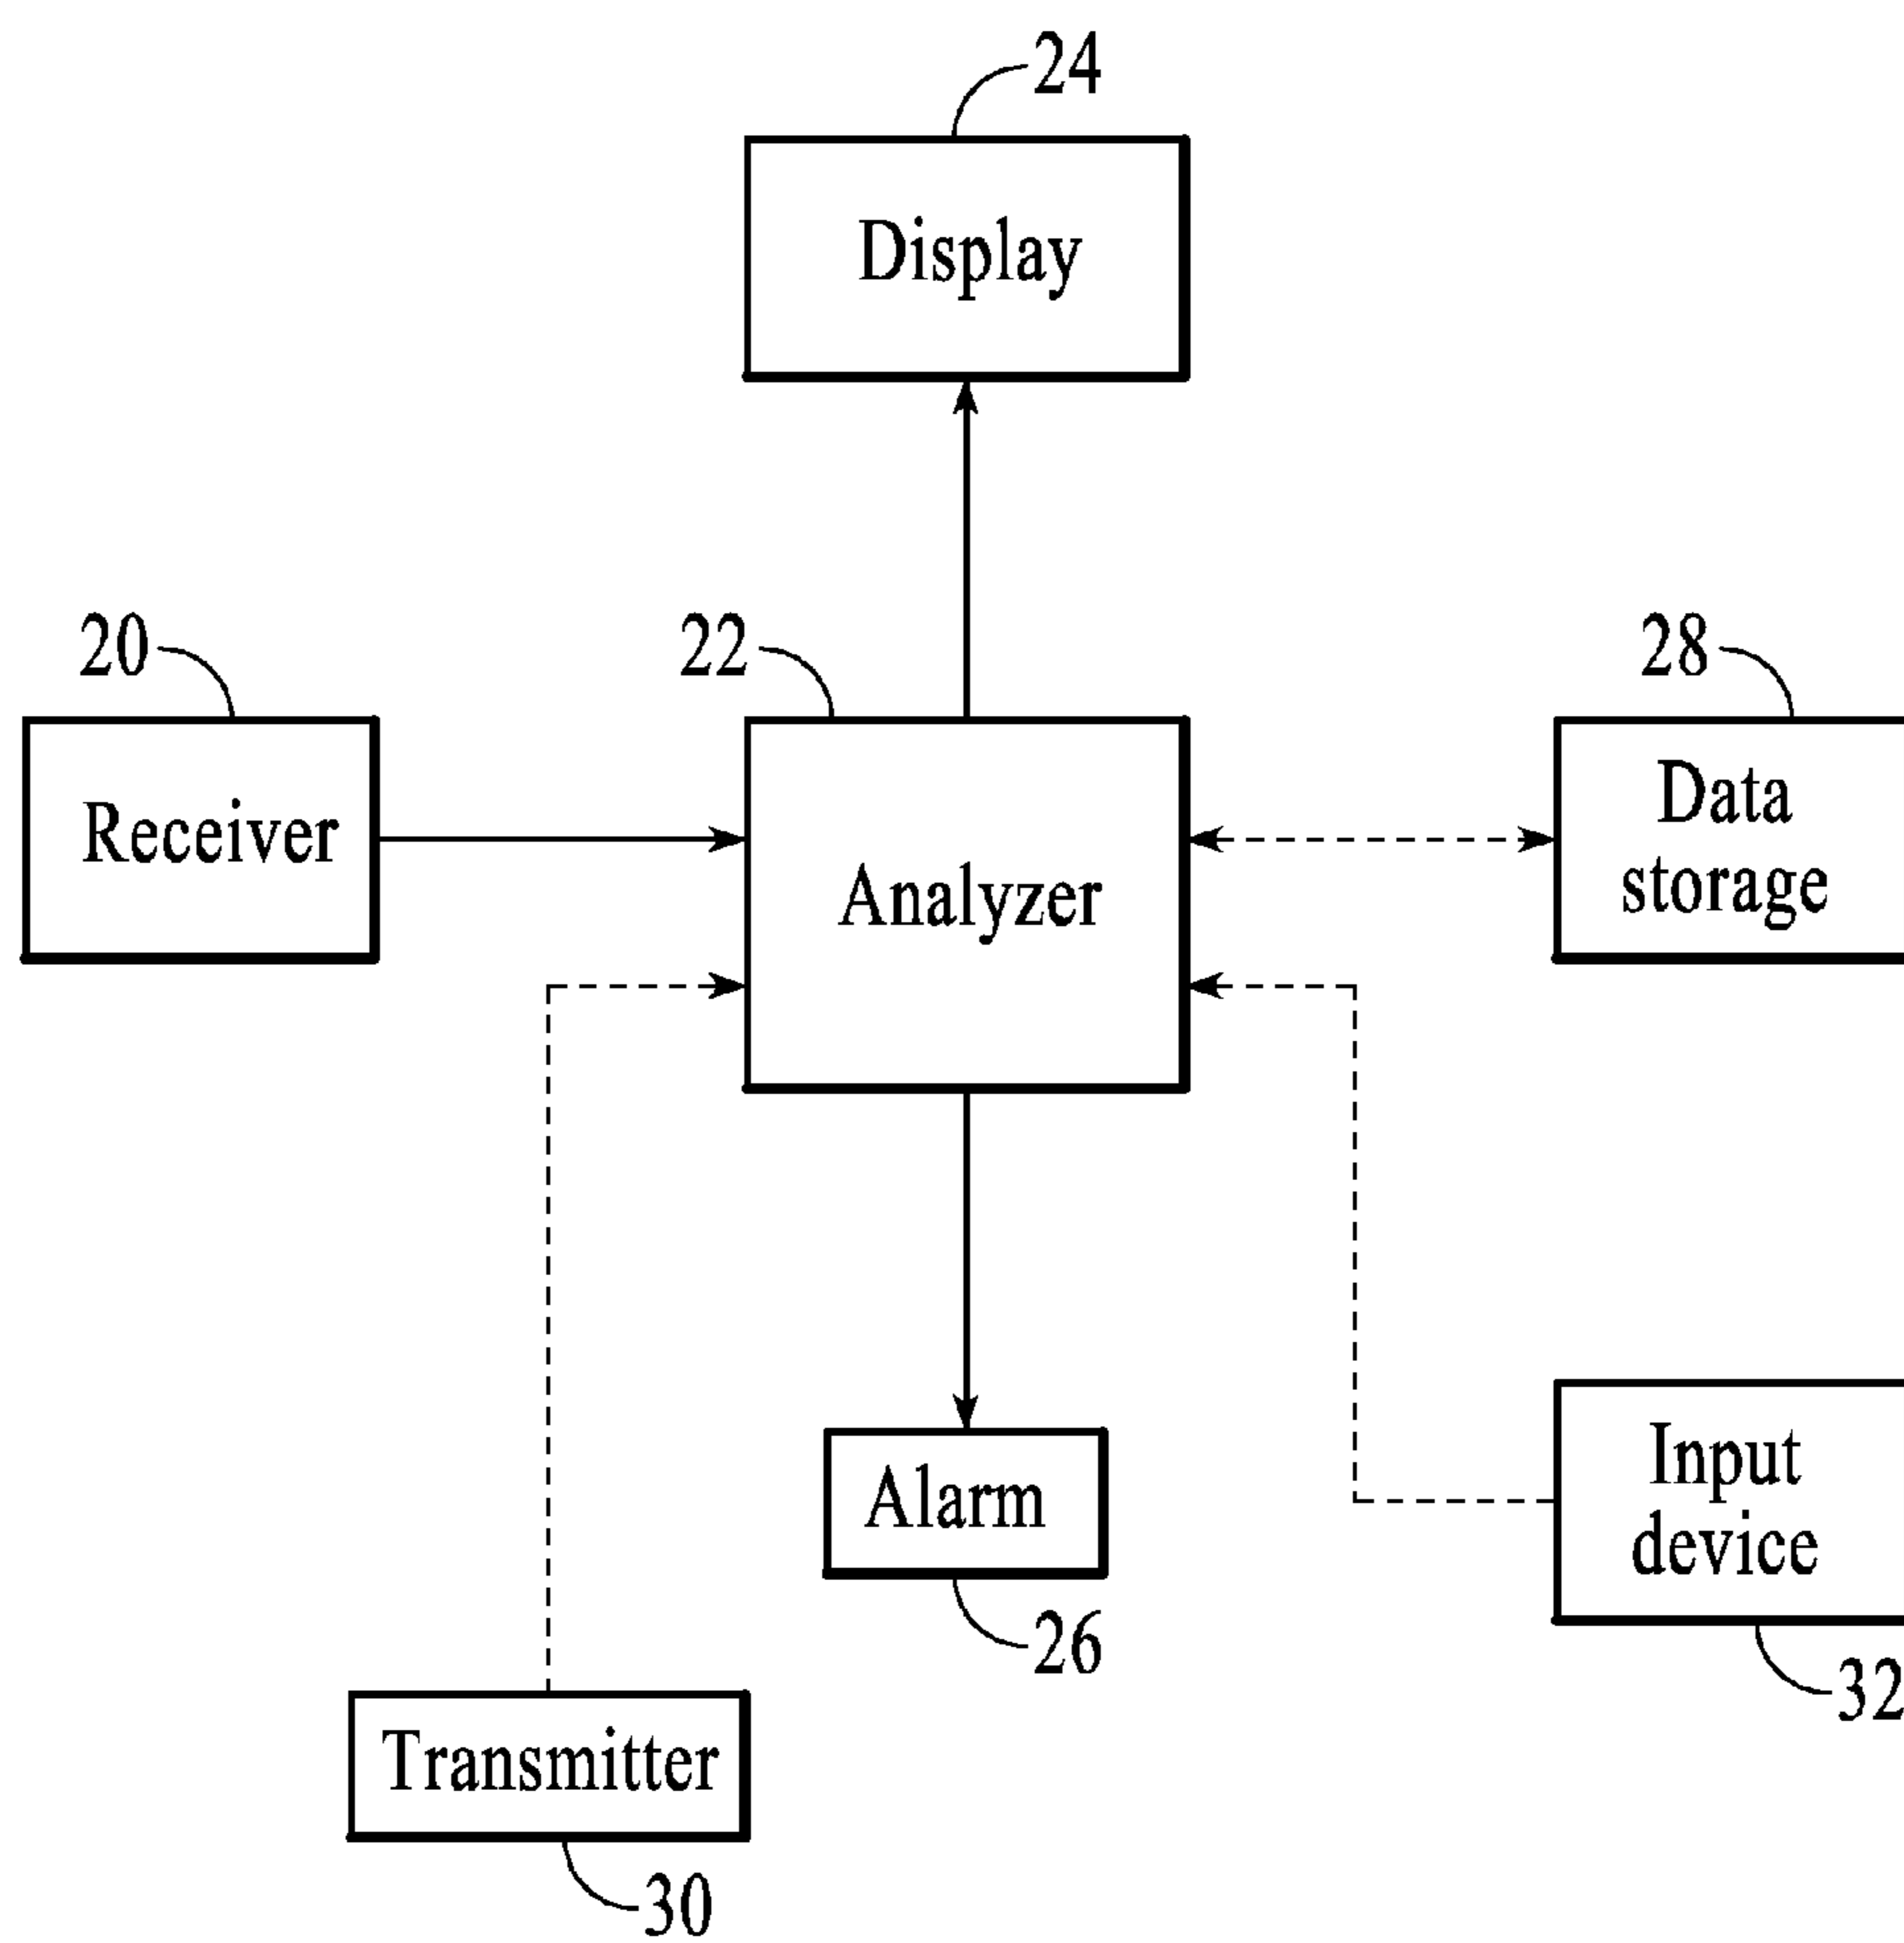 24
Display
20
22
28
Receiver
Analyzer
Data
storage
Alarm
26
Input
device
32
Transmitter
30